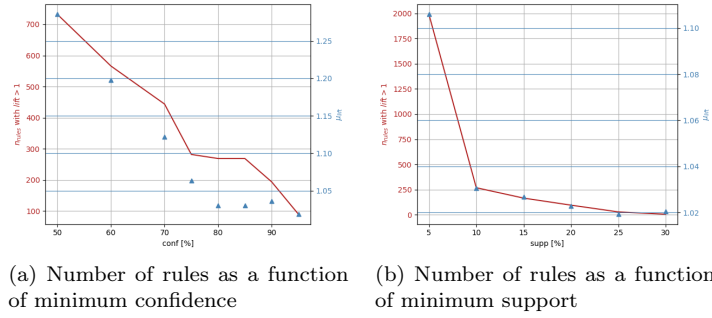 700
600
500
400
300
200
100
n_rules with lift > 1
1.25
1.20
1.15
1.10
1.05
μ_lift
50 60 70 80 90
conf [%]
2000
1750
1500
1250
1000
750
500
250
0
n_rules with lift > 1
1.10
1.08
1.06
1.04
1.02
μ_lift
5 10 15 20 25 30
supp [%]
(a) Number of rules as a function
of minimum confidence
(b) Number of rules as a function
of minimum support